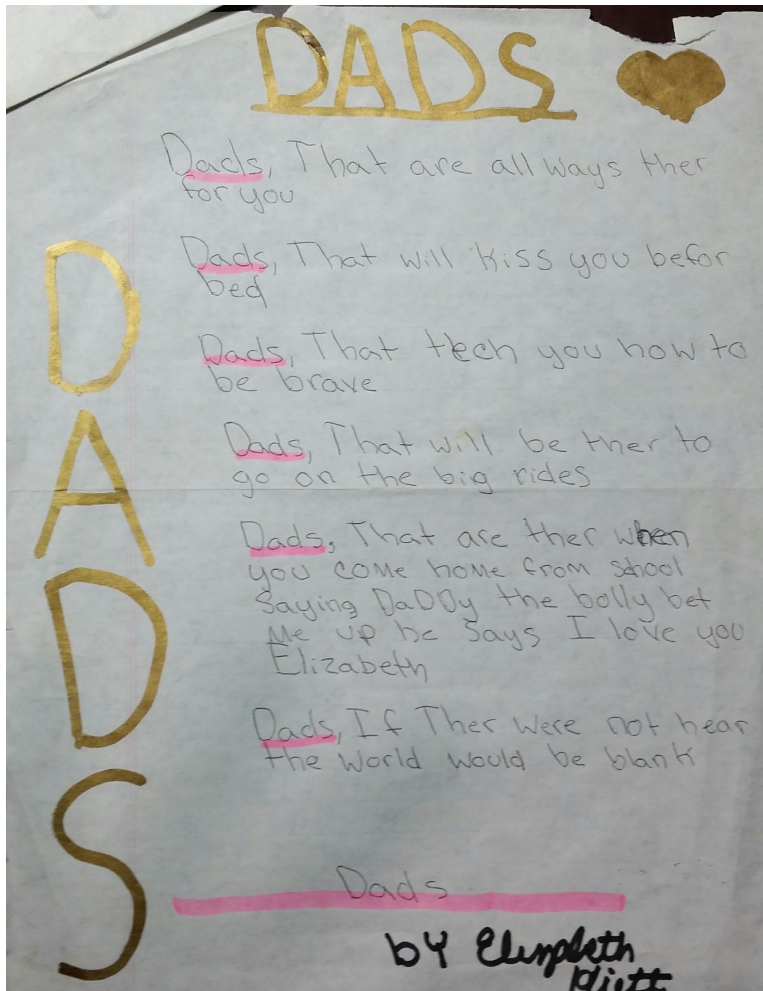 DADS
Dads, That are all ways ther
for you
Dads, That will kiss you befor
bed
Dads, That tech you how to
be brave
Dads, That will be ther to
go on the big rides
Dads, That are ther when
you come home from school
saying DaDDy the bolly bet
me up he says I love you
Elizabeth
Dads, If Ther were not hear
the world would be blank
Dads
by Elizabeth
DADS